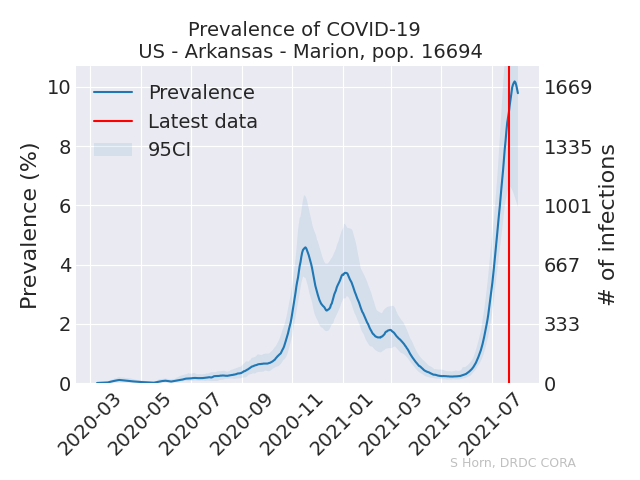 Prevalence of COVID-19
US - Arkansas - Marion, pop. 16694
Prevalence (%)
10
8
6
4
2
0
Prevalence
Latest data
95CI
1669
1335
1001
667
333
0
# of infections
2020-03
2020-05
2020-07
2020-09
2020-11
2021-01
2021-03
2021-05
2021-07
S Horn, DRDC CORA